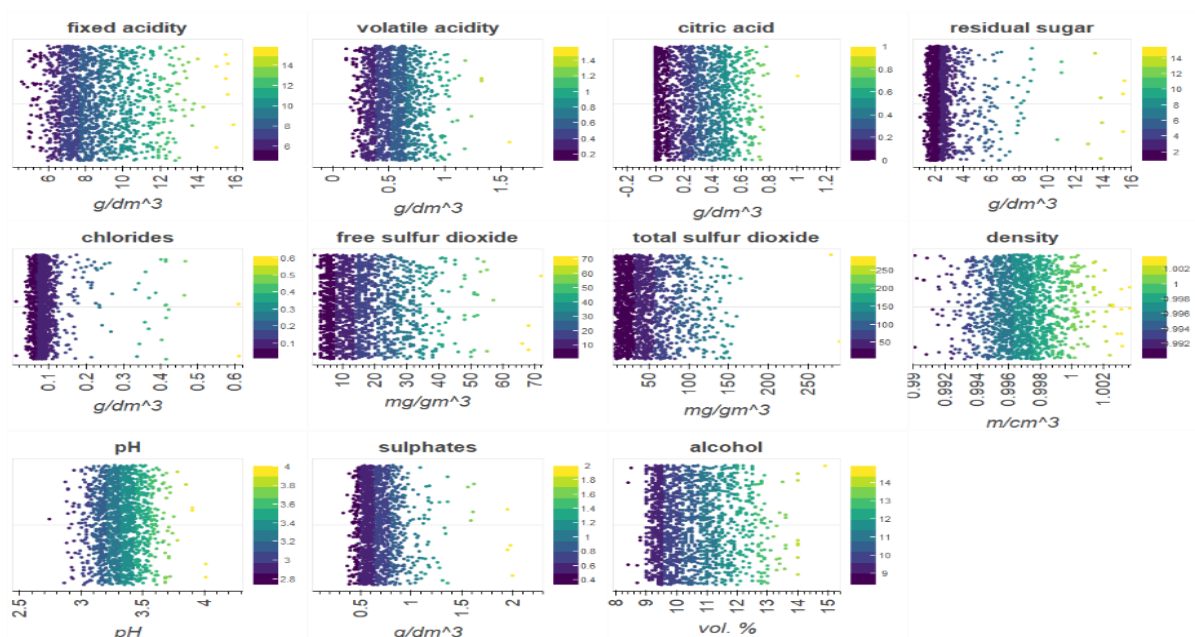 fixed acidity
14
12
10
8
6
6 8 10 12 14 16
g/dm^3
volatile acidity
1.4
1.2
1
0.8
0.6
0.4
0.2
0 0.5 1 1.5
g/dm^3
citric acid
1
0.8
0.6
0.4
0.2
0
-0.2 0 0.2 0.4 0.6 0.8 1 1.2
g/dm^3
residual sugar
14
12
10
8
6
4
2
2 4 6 8 10 12 14 16
g/dm^3
chlorides
0.6
0.5
0.4
0.3
0.2
0.1
0.1 0.2 0.3 0.4 0.5 0.6
g/dm^3
free sulfur dioxide
70
60
50
40
30
20
10
10 20 30 40 50 60 70
mg/gm^3
total sulfur dioxide
250
200
150
100
50
50 100 150 200 250
mg/gm^3
density
1.002
1
0.998
0.996
0.994
0.992
0.99 0.992 0.994 0.996 0.998 1 1.002
m/cm^3
pH
4
3.8
3.6
3.4
3.2
3
2.8
2.5 3 3.5 4
pH
sulphates
2
1.8
1.6
1.4
1.2
1
0.8
0.6
0.4
0.5 1 1.5 2
g/dm^3
alcohol
14
13
12
11
10
9
8 9 10 11 12 13 14 15
vol. %